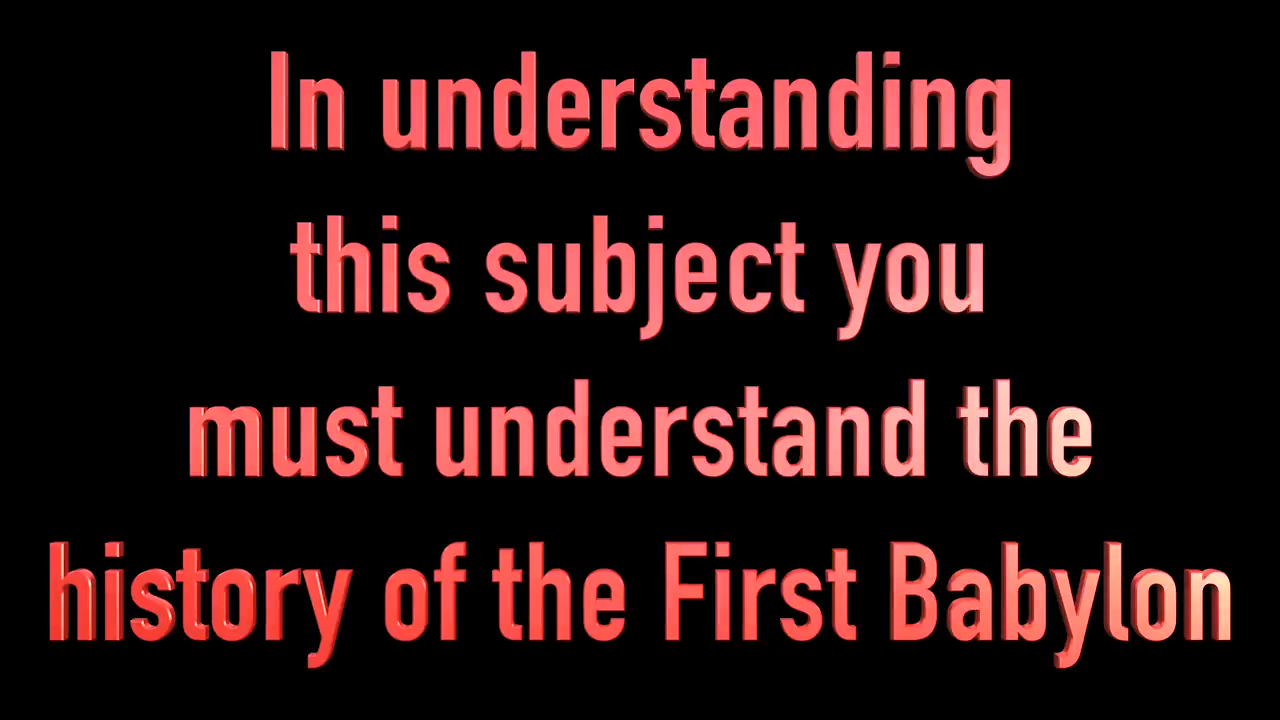 In understanding
this subject you
must understand the
history of the First Babylon